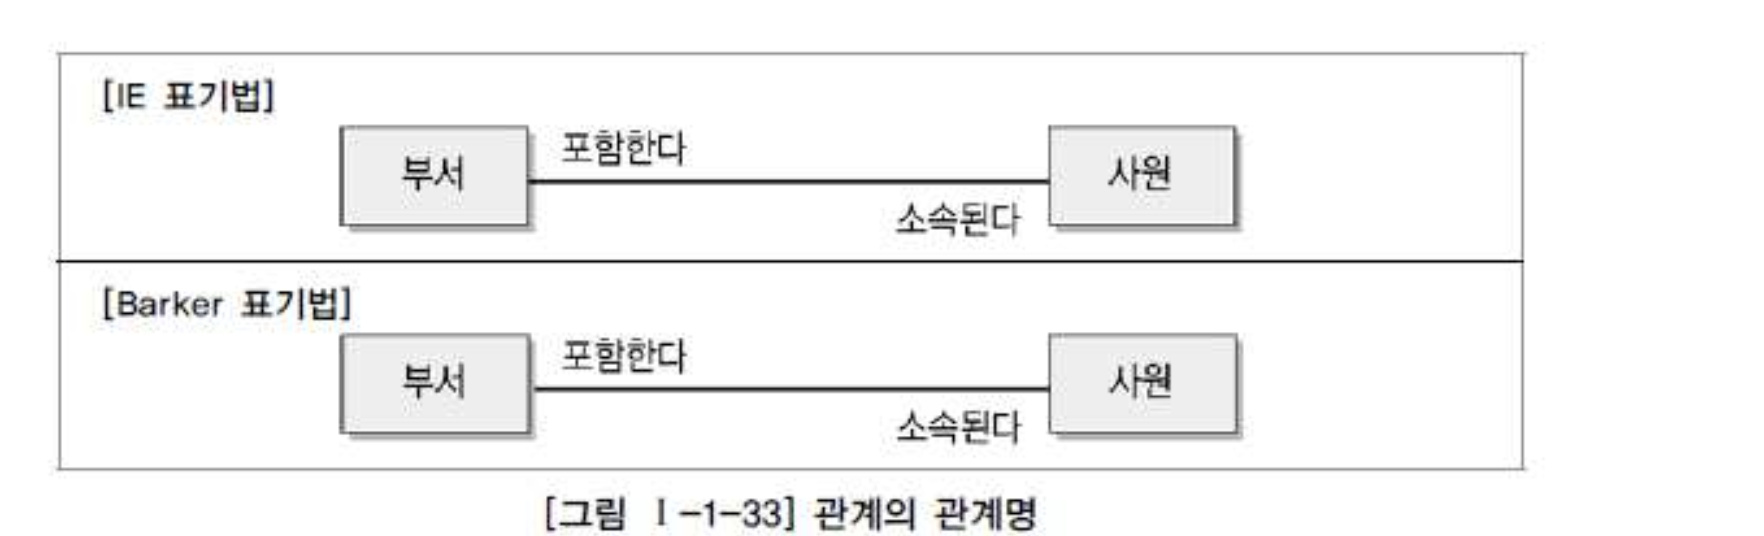 [IE 표기법]
포함한다
부서
사원
소속된다
[Barker 표기법]
포함한다
부서
사원
소속된다
[그림 Ⅰ-1-33] 관계의 관계명